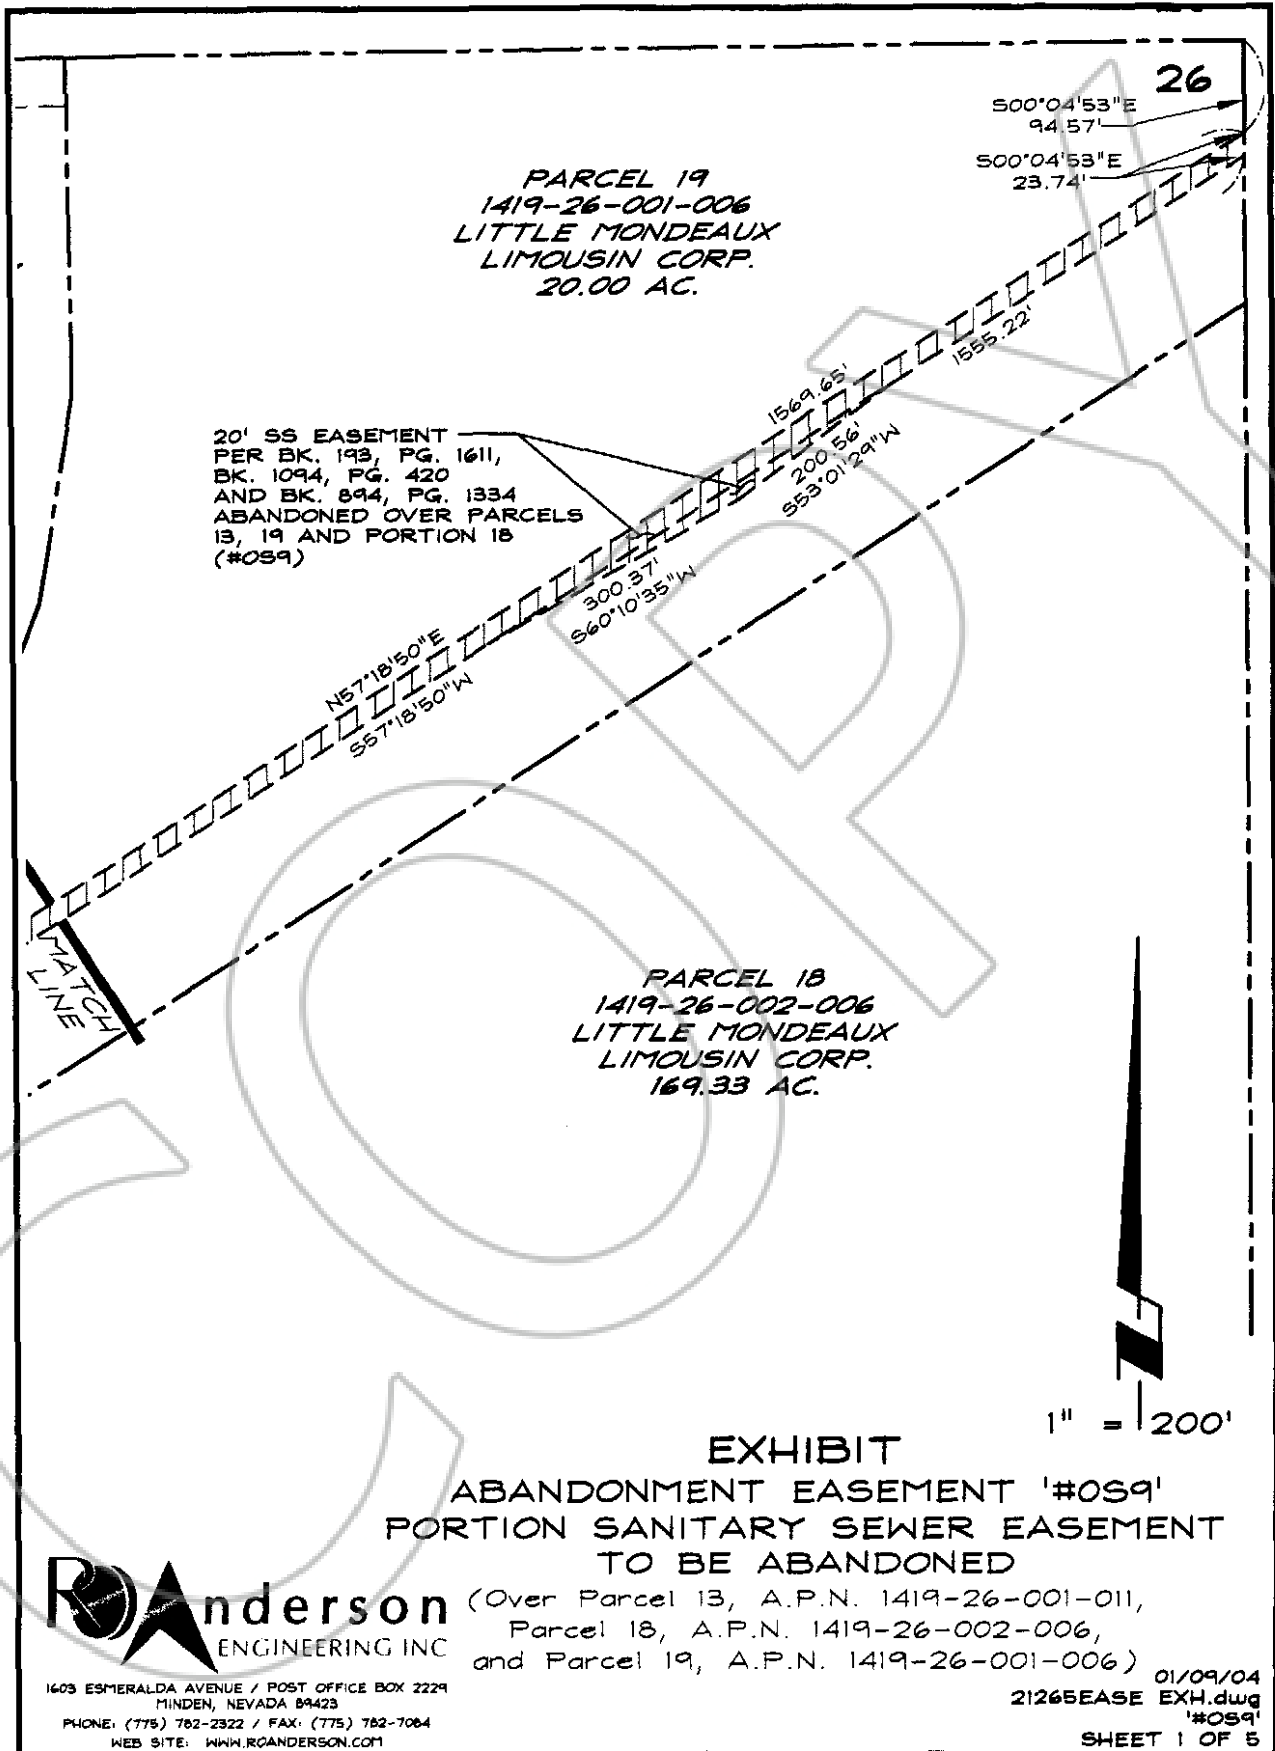 26
S00°04'53"E
94.57'
S00°04'53"E
23.74'
PARCEL 19
1419-26-001-006
LITTLE MONDEAUX
LIMOUSIN CORP.
20.00 AC.
1555.22'
1569.65'
200.56'
S53°01'29"W
20' SS EASEMENT
PER BK. 193, PG. 1611,
BK. 1094, PG. 420
AND BK. 894, PG. 1334
ABANDONED OVER PARCELS
13, 19 AND PORTION 18
(#OS9)
300.37'
S60°10'35"W
N57°18'50"E
S57°18'50"W
MATCH
LINE
PARCEL 18
1419-26-002-006
LITTLE MONDEAUX
LIMOUSIN CORP.
169.33 AC.
COPY
1" = 200'
EXHIBIT
ABANDONMENT EASEMENT '#OS9'
PORTION SANITARY SEWER EASEMENT
TO BE ABANDONED
(Over Parcel 13, A.P.N. 1419-26-001-011,
Parcel 18, A.P.N. 1419-26-002-006,
and Parcel 19, A.P.N. 1419-26-001-006)
ROAnderson
ENGINEERING INC
1603 ESMERALDA AVENUE / POST OFFICE BOX 2229
MINDEN, NEVADA 89423
PHONE: (775) 782-2322 / FAX: (775) 782-7084
WEB SITE: WWW.ROANDERSON.COM
01/09/04
21265EASE EXH.dwg
'#OS9'
SHEET 1 OF 5